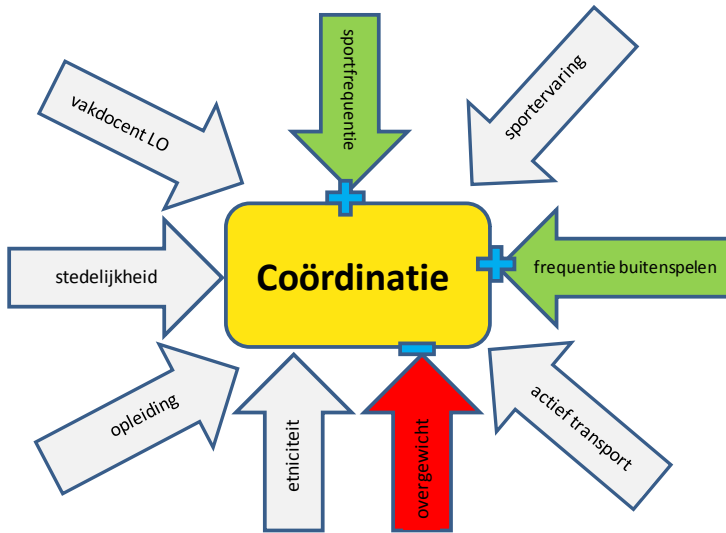 sportfrequentie
sportervaring
vakdocent LO
stedelijkheid
Coördinatie
frequentie buitenspelen
opleiding
etniciteit
overgewicht
actief transport